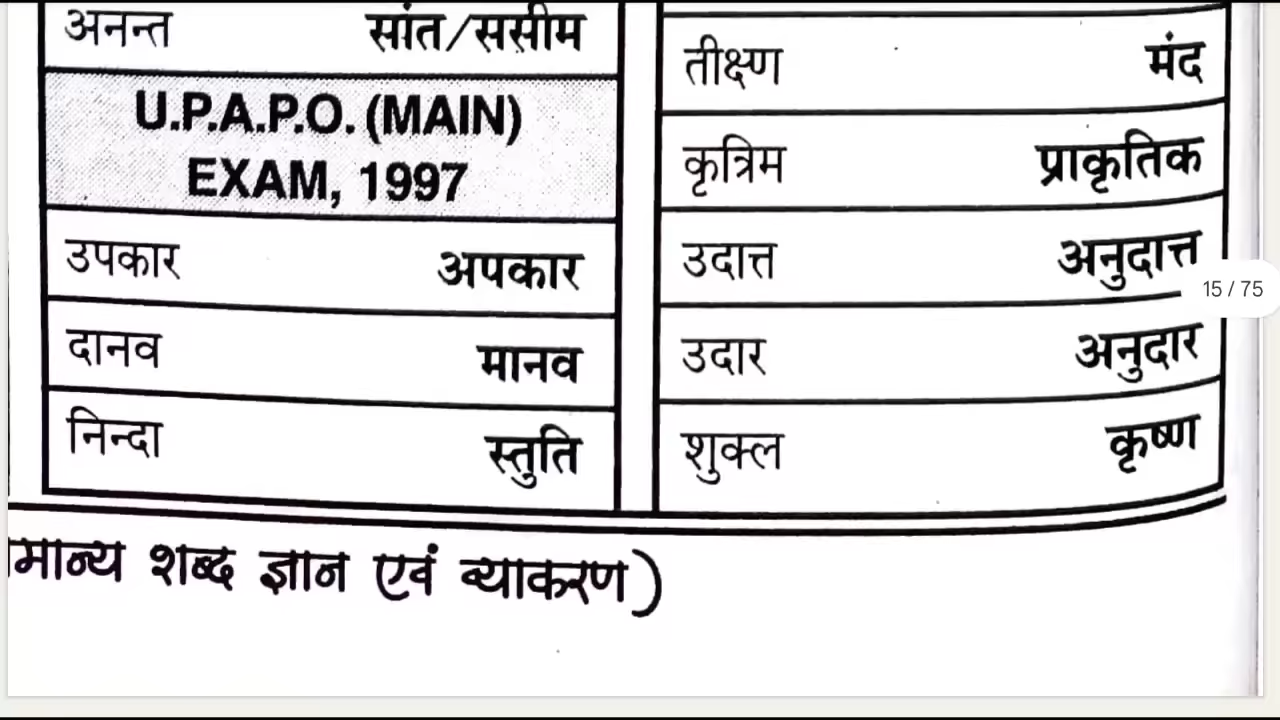 अनन्त सांत/ससीम
U.P.A.P.O. (MAIN)
EXAM, 1997
उपकार अपकार
दानव मानव
निन्दा स्तुति
तीक्ष्ण मंद
कृत्रिम प्राकृतिक
उदात्त अनुदात्त
उदार अनुदार
शुक्ल कृष्ण
15 / 75
मान्य शब्द ज्ञान एवं व्याकरण)